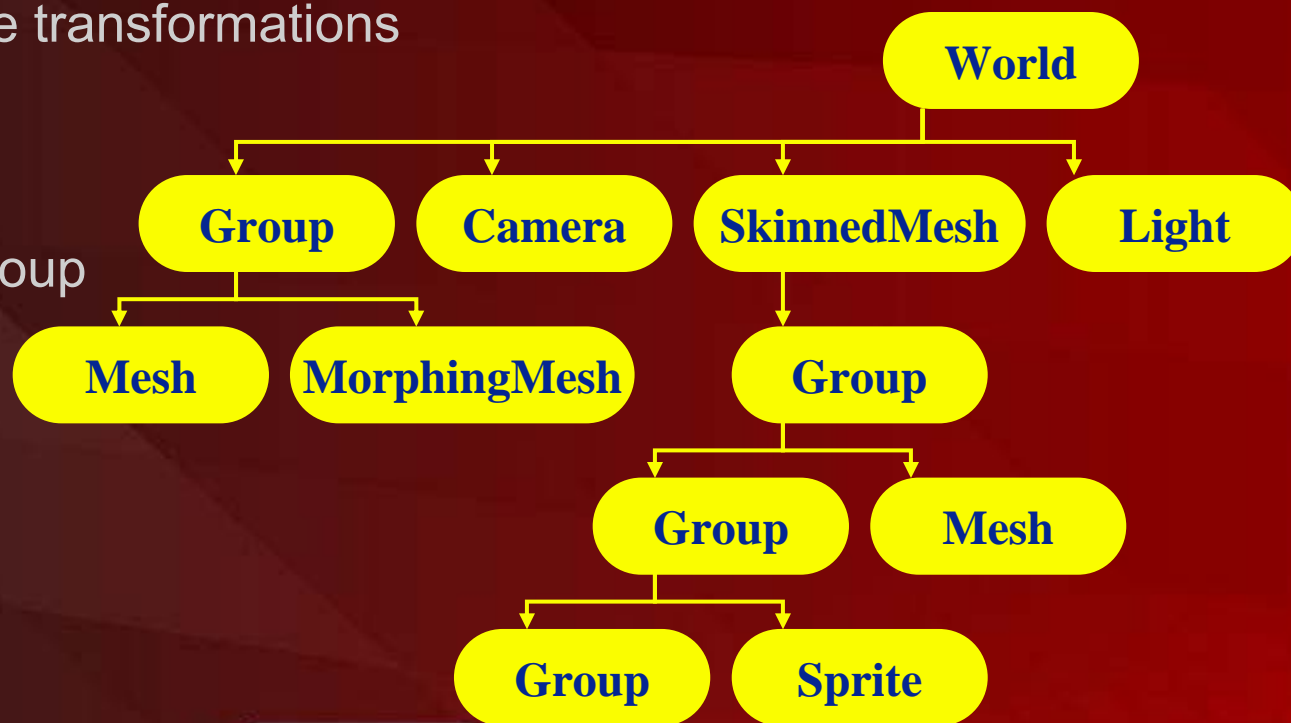 e transformations
World
Group Camera SkinnedMesh Light
oup
Mesh MorphingMesh Group
Group Mesh
Group Sprite